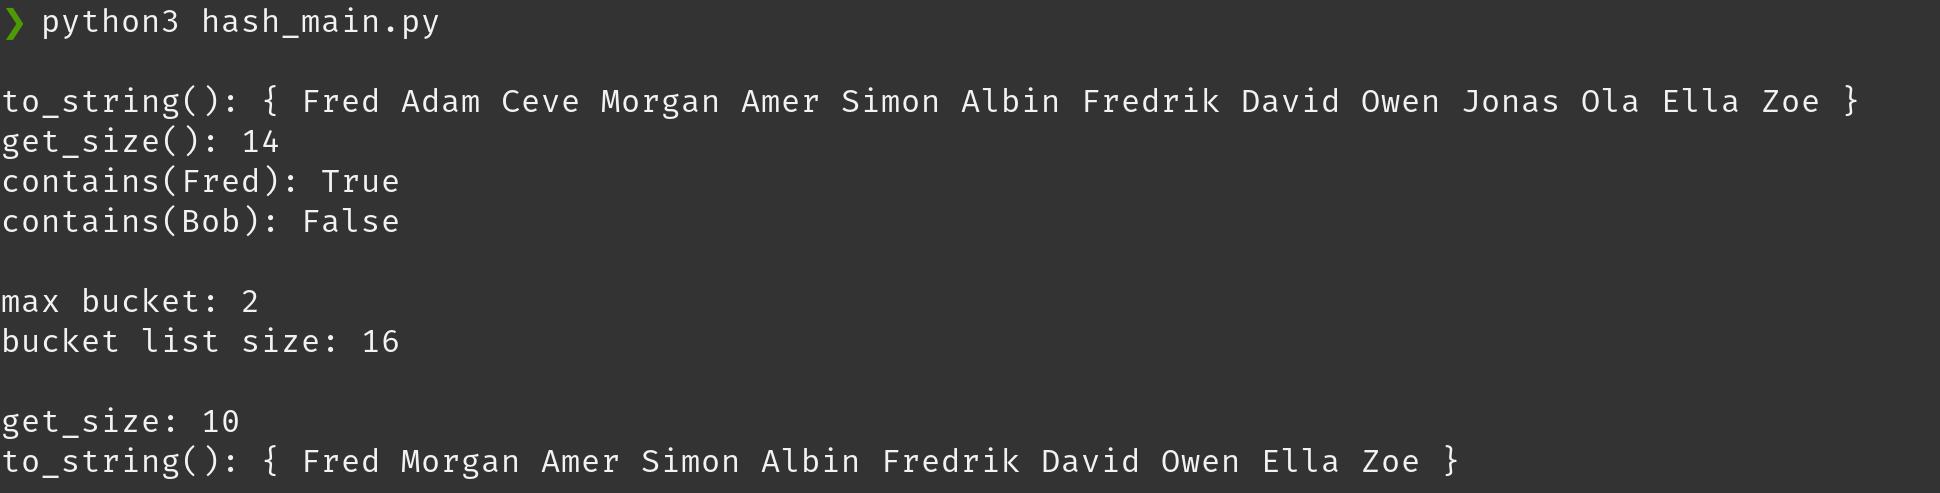 ❯ python3 hash_main.py
to_string(): { Fred Adam Ceve Morgan Amer Simon Albin Fredrik David Owen Jonas Ola Ella Zoe }
get_size(): 14
contains(Fred): True
contains(Bob): False
max bucket: 2
bucket list size: 16
get_size: 10
to_string(): { Fred Morgan Amer Simon Albin Fredrik David Owen Ella Zoe }